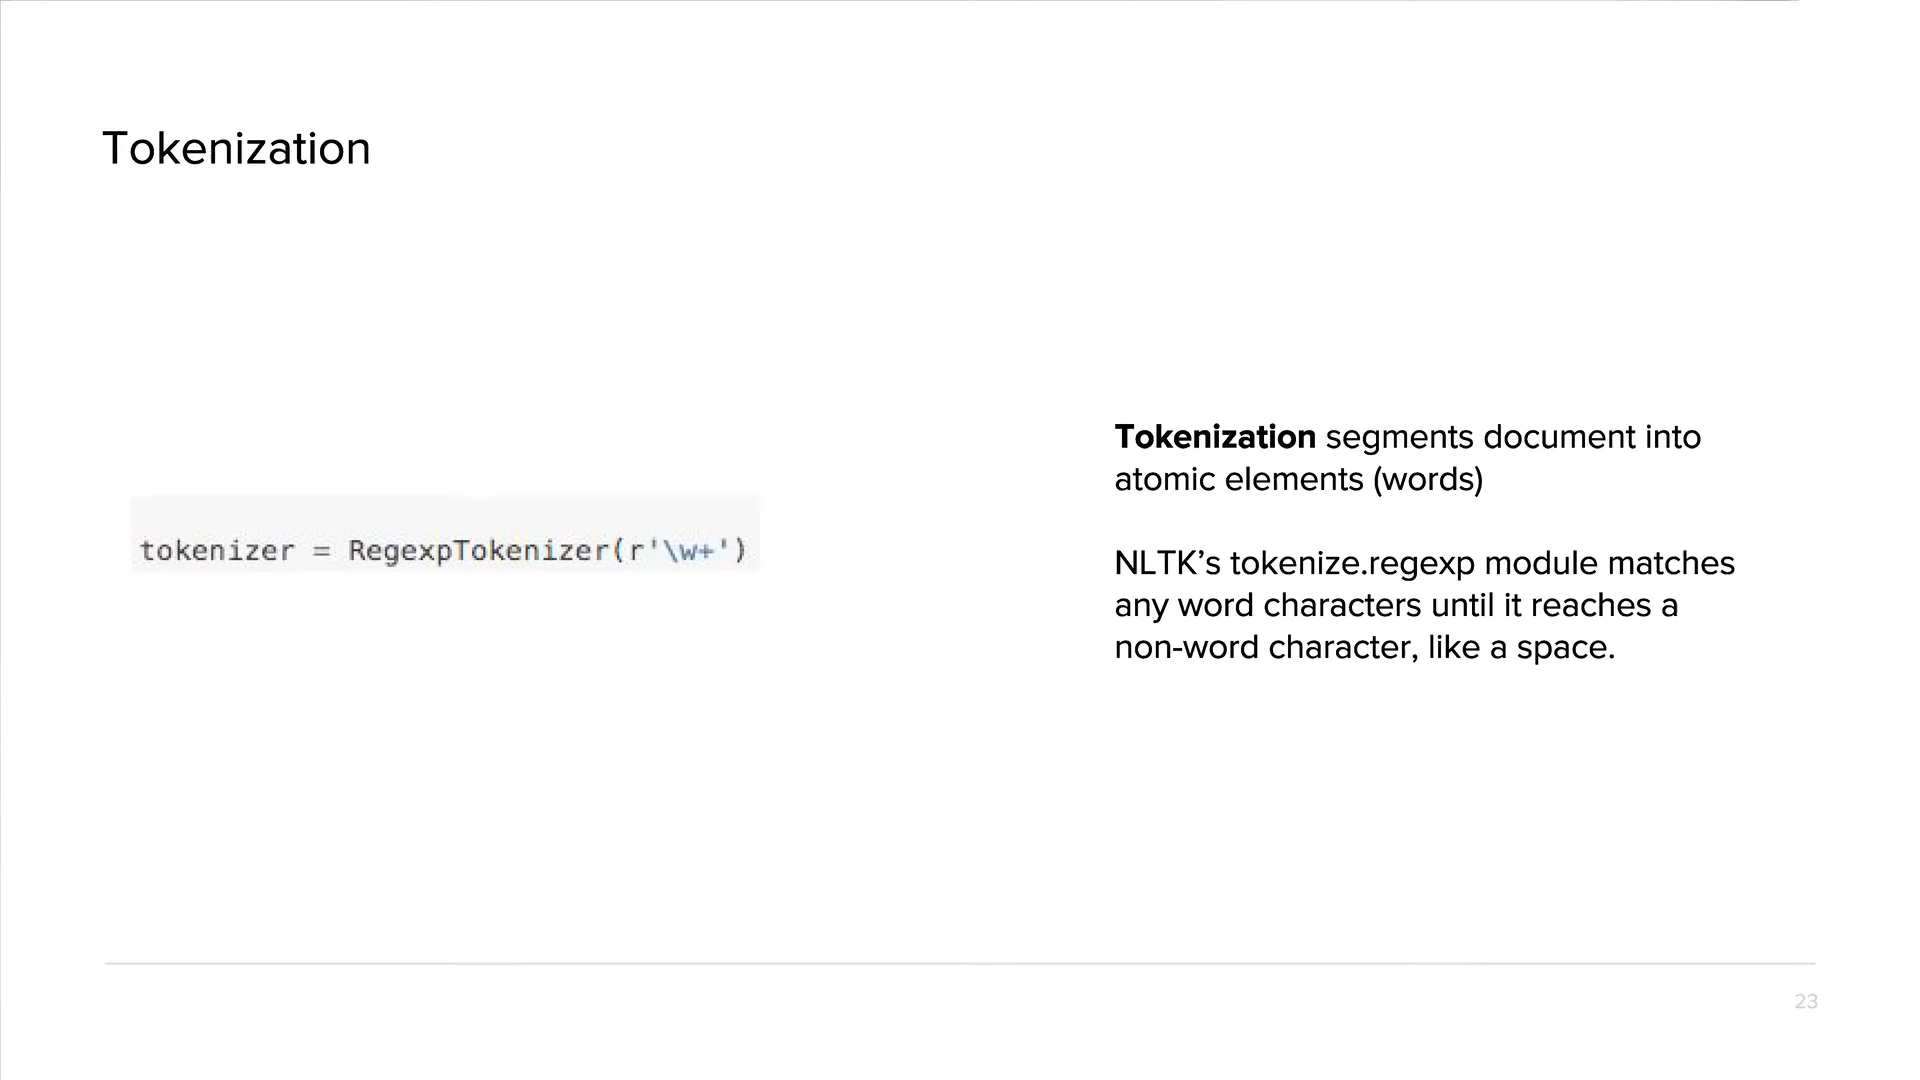 Tokenization
tokenizer = RegexpTokenizer(r'\w+')
Tokenization segments document into
atomic elements (words)
NLTK’s tokenize.regexp module matches
any word characters until it reaches a
non-word character, like a space.
23